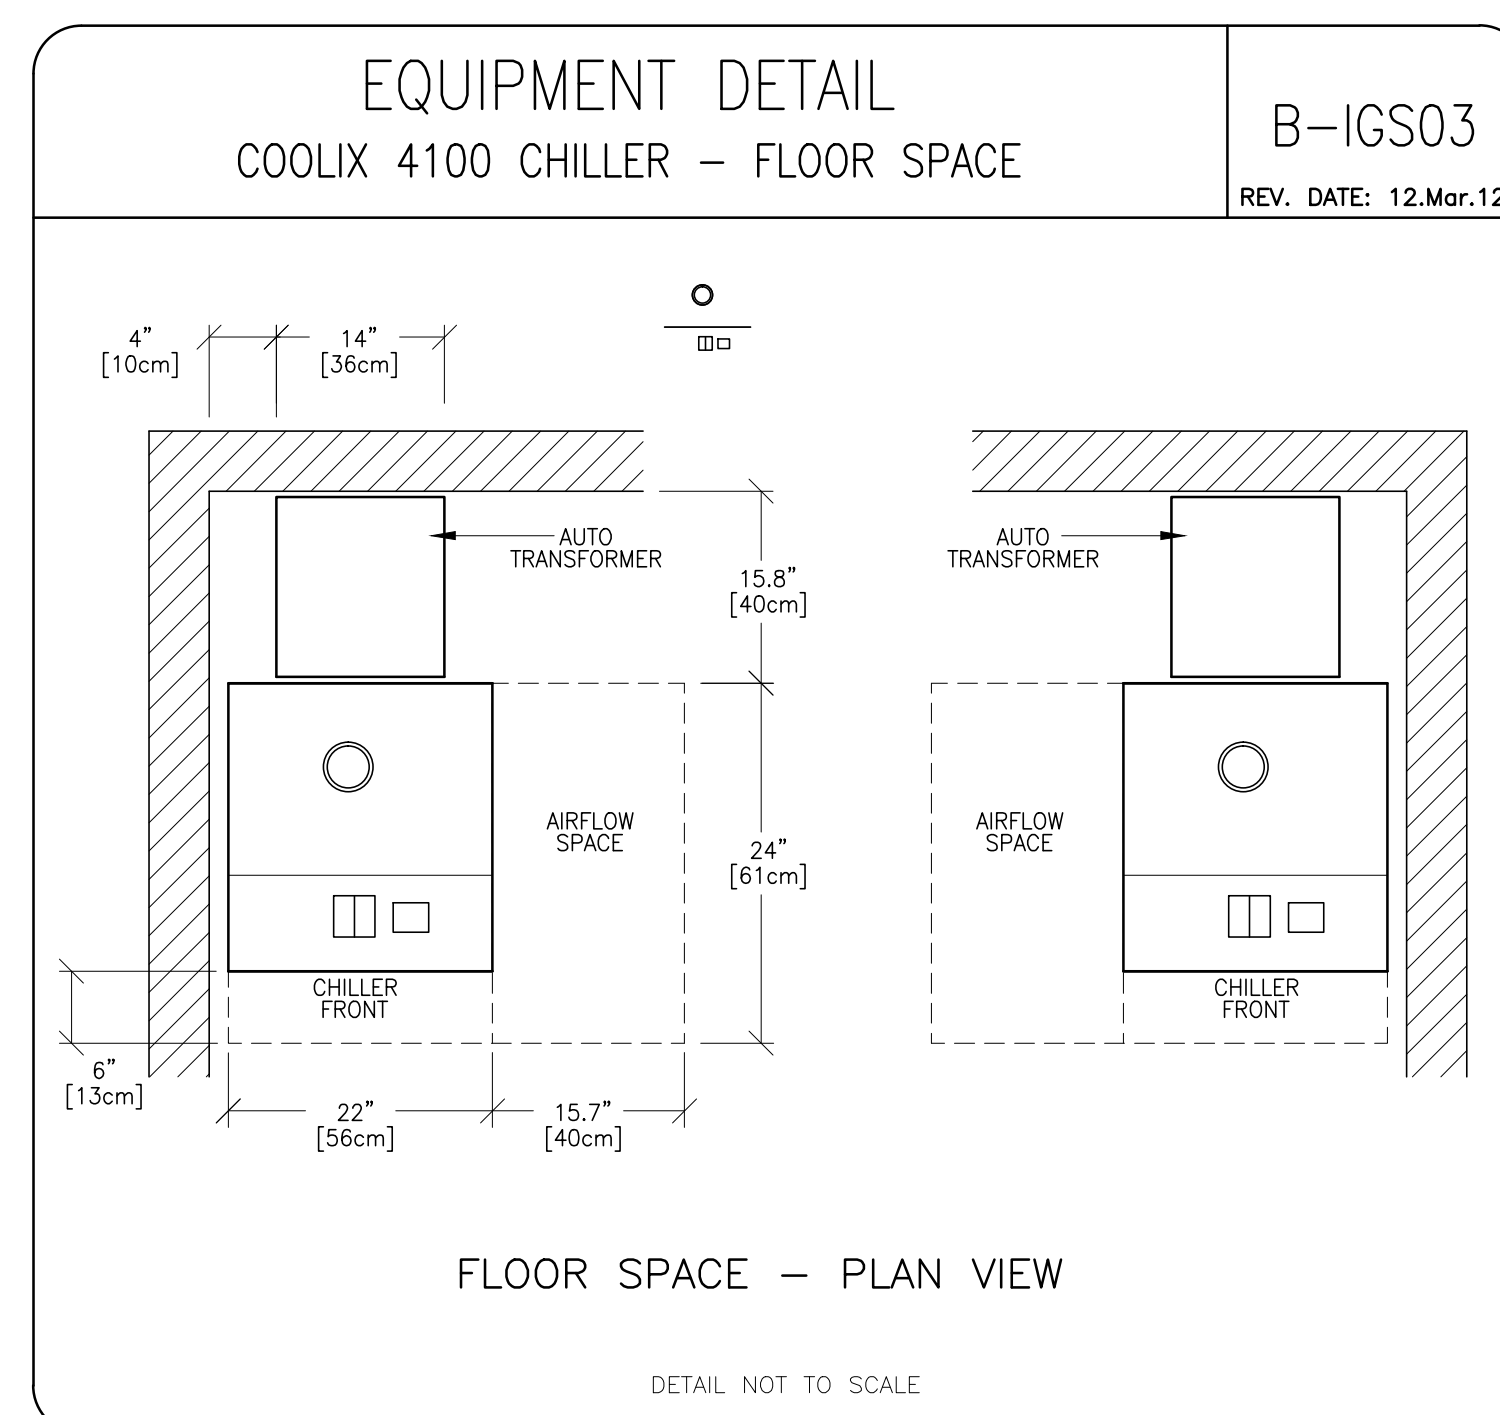 EQUIPMENT DETAIL
COOLIX 4100 CHILLER – FLOOR SPACE
B–IGS03
REV. DATE: 12.Mar.12
4"
[10cm]
14"
[36cm]
AUTO
TRANSFORMER
15.8"
[40cm]
AUTO
TRANSFORMER
AIRFLOW
SPACE
24"
[61cm]
AIRFLOW
SPACE
CHILLER
FRONT
CHILLER
FRONT
6"
[13cm]
22"
[56cm]
15.7"
[40cm]
FLOOR SPACE – PLAN VIEW
DETAIL NOT TO SCALE